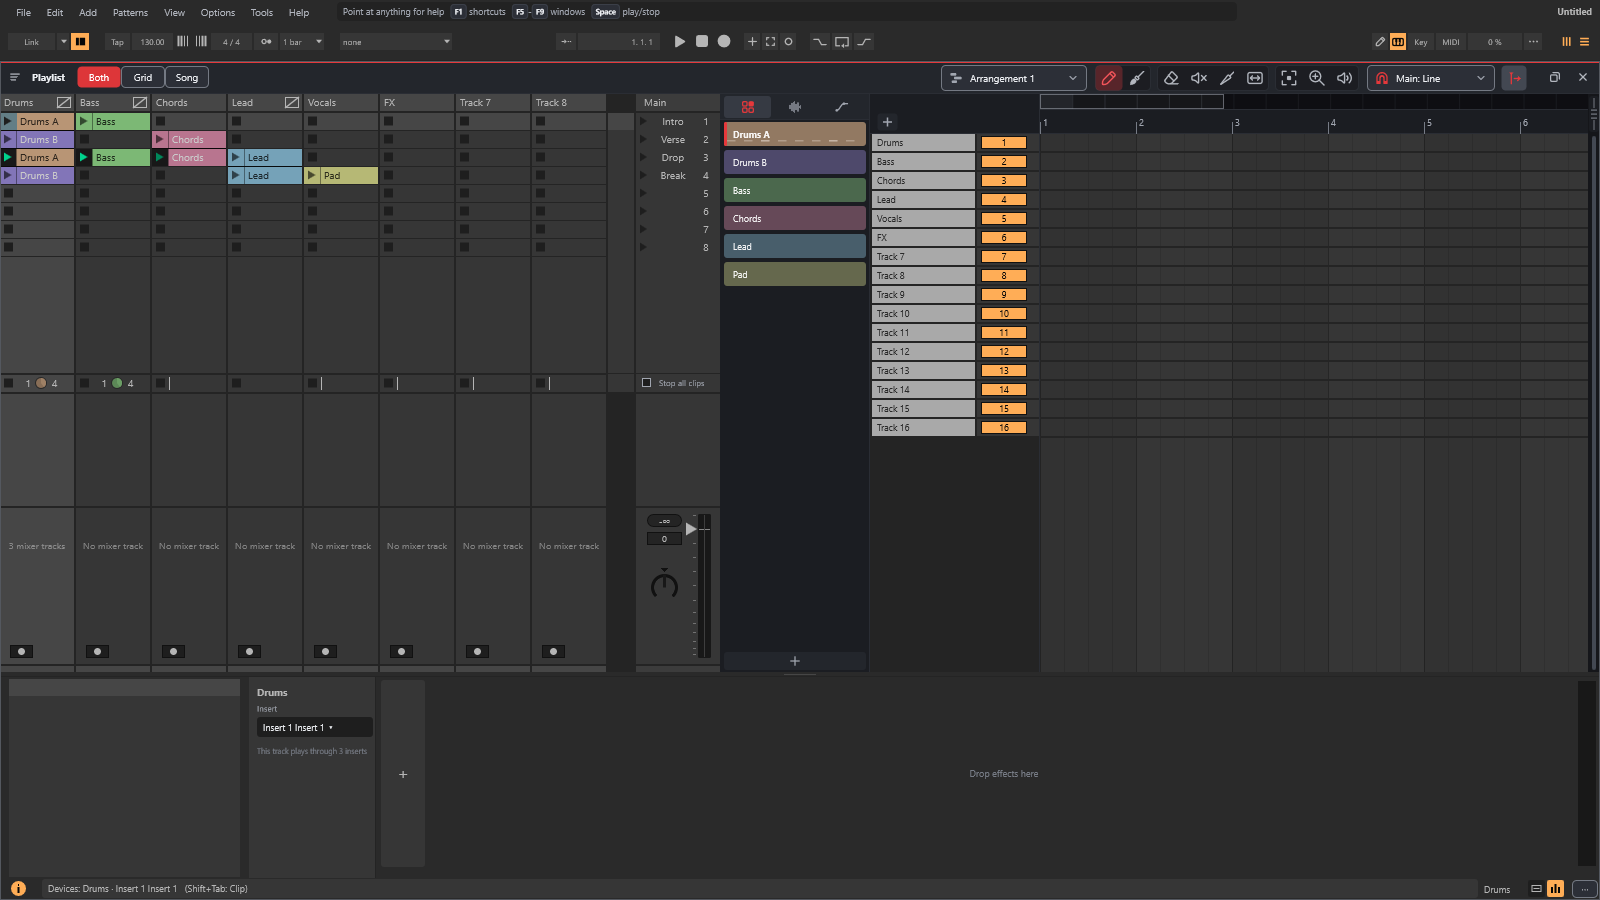 File Edit Add Patterns View Options Tools Help
Point at anything for help F1 shortcuts F5 - F9 windows Space play/stop
Untitled
Link Tap 130.00 4 / 4 1 bar none 1. 1. 1 Key MIDI 0 %
Playlist Both Grid Song Arrangement 1 Main: Line
Drums Bass Chords Lead Vocals FX Track 7 Track 8 Main
Drums A Bass Intro 1
Drums B Chords Verse 2
Drums A Bass Chords Lead Drop 3
Drums B Lead Pad Break 4
5
6
7
8
1 4 1 4 Stop all clips
-∞
0
3 mixer tracks No mixer track No mixer track No mixer track No mixer track No mixer track No mixer track No mixer track
Drums A
Drums B
Bass
Chords
Lead
Pad
+
+ 1 2 3 4 5 6
Drums 1
Bass 2
Chords 3
Lead 4
Vocals 5
FX 6
Track 7 7
Track 8 8
Track 9 9
Track 10 10
Track 11 11
Track 12 12
Track 13 13
Track 14 14
Track 15 15
Track 16 16
Drums
Insert
Insert 1 Insert 1
This track plays through 3 inserts
+
Drop effects here
Devices: Drums · Insert 1 Insert 1 (Shift+Tab: Clip)
Drums